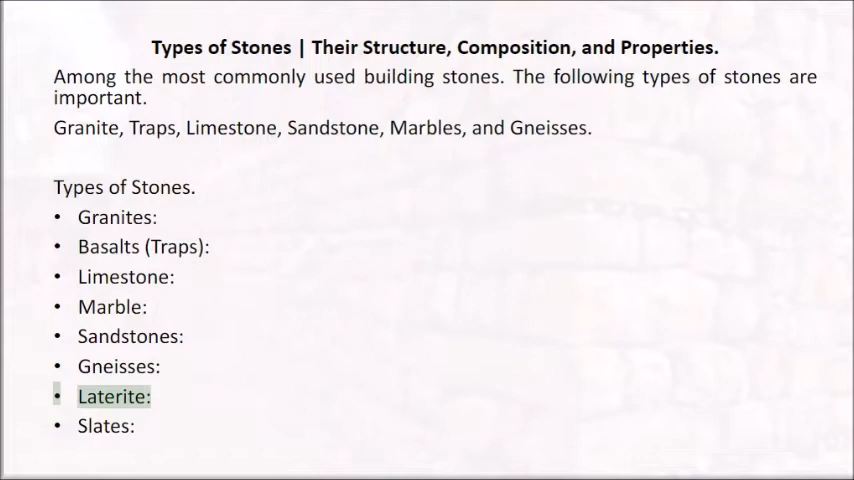 Types of Stones | Their Structure, Composition, and Properties.
Among the most commonly used building stones. The following types of stones are
important.
Granite, Traps, Limestone, Sandstone, Marbles, and Gneisses.
Types of Stones.
• Granites:
• Basalts (Traps):
• Limestone:
• Marble:
• Sandstones:
• Gneisses:
• Laterite:
• Slates: